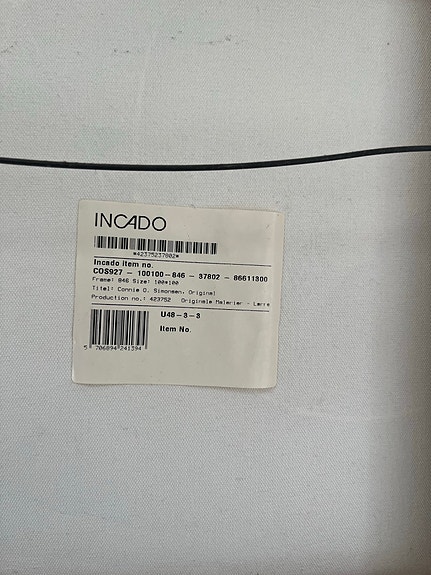 INCADO
*42375237802*
Incado item no.
COS927 - 100100-846 - 37802 - 86611300
Frame: 846 Size: 100*100
Titel: Connie O. Simonsen, Original
Production no.: 423752 Originale Malerier - Lærre
U48-3-3
Item No.
5 706894 241394